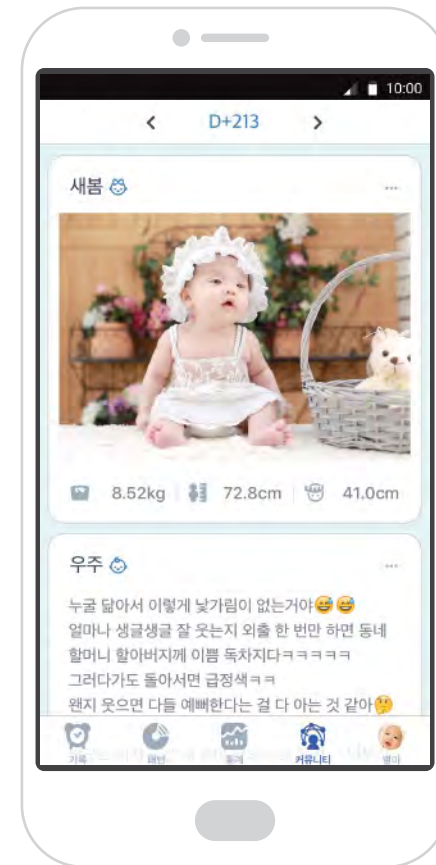 10:00
D+213
새봄
8.52kg
72.8cm
41.0cm
우주
누굴 닮아서 이렇게 낯가림이 없는거야😅😅
얼마나 생글생글 잘 웃는지 외출 한 번만 하면 동네
할머니 할아버지께 이쁨 독차지다ㅋㅋㅋㅋㅋ
그러다가도 돌아서면 급정색ㅋㅋ
왠지 웃으면 다들 예뻐한다는 걸 다 아는 것 같아🤔
기록
패턴
통계
커뮤니티